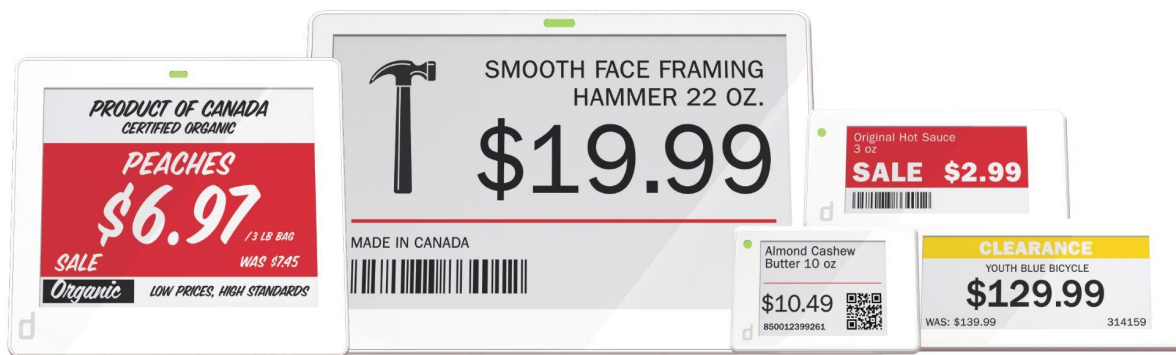 PRODUCT OF CANADA
CERTIFIED ORGANIC
PEACHES
$6.97
/3 LB BAG
SALE
WAS $7.45
Organic
LOW PRICES, HIGH STANDARDS
d
SMOOTH FACE FRAMING
HAMMER 22 OZ.
$19.99
MADE IN CANADA
Original Hot Sauce
3 oz
SALE $2.99
d
Almond Cashew
Butter 10 oz
$10.49
850012399261
d
CLEARANCE
YOUTH BLUE BICYCLE
$129.99
WAS: $139.99
314159